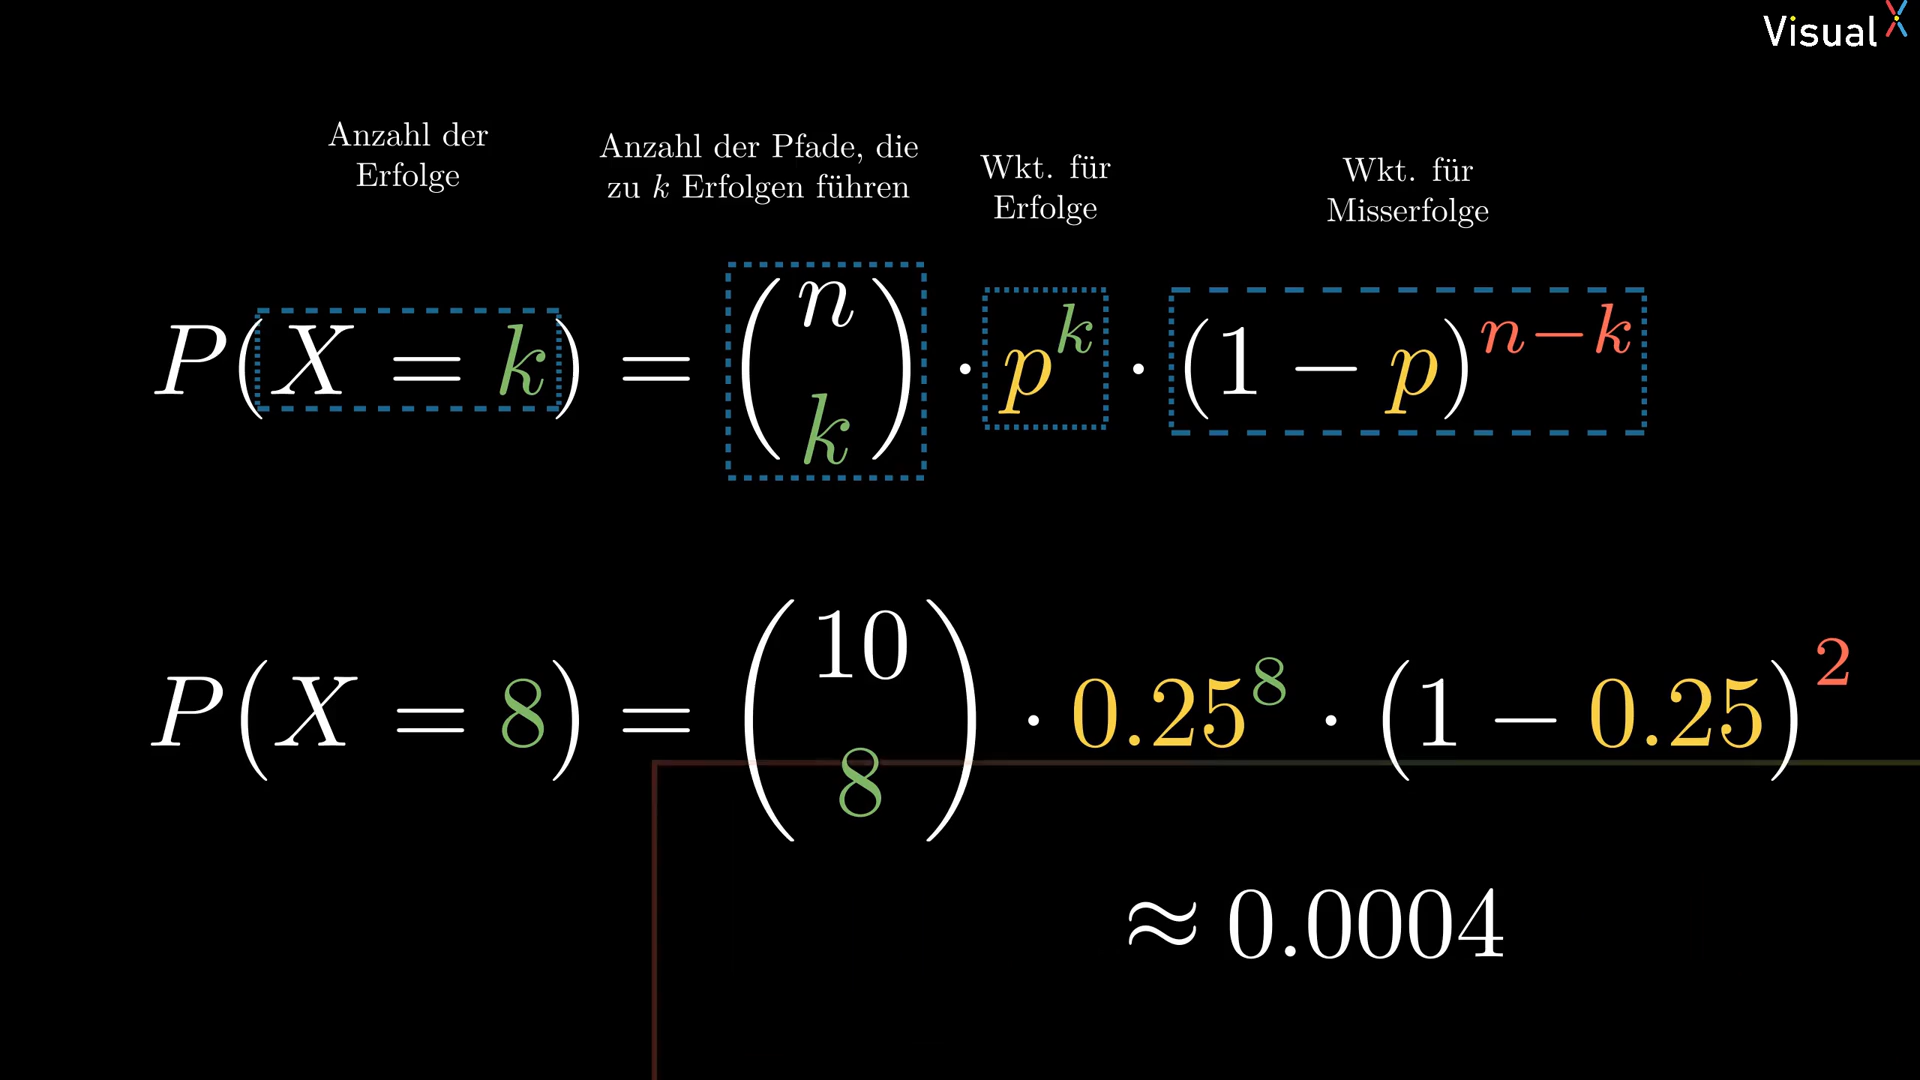 Visual X
Anzahl der
Erfolge
Anzahl der Pfade, die
zu k Erfolgen führen
Wkt. für
Erfolge
Wkt. für
Misserfolge
P(X = k) = (n k) · p^k · (1 − p)^{n−k}
P(X = 8) = (10 8) · 0.25^8 · (1 − 0.25)^2
≈ 0.0004